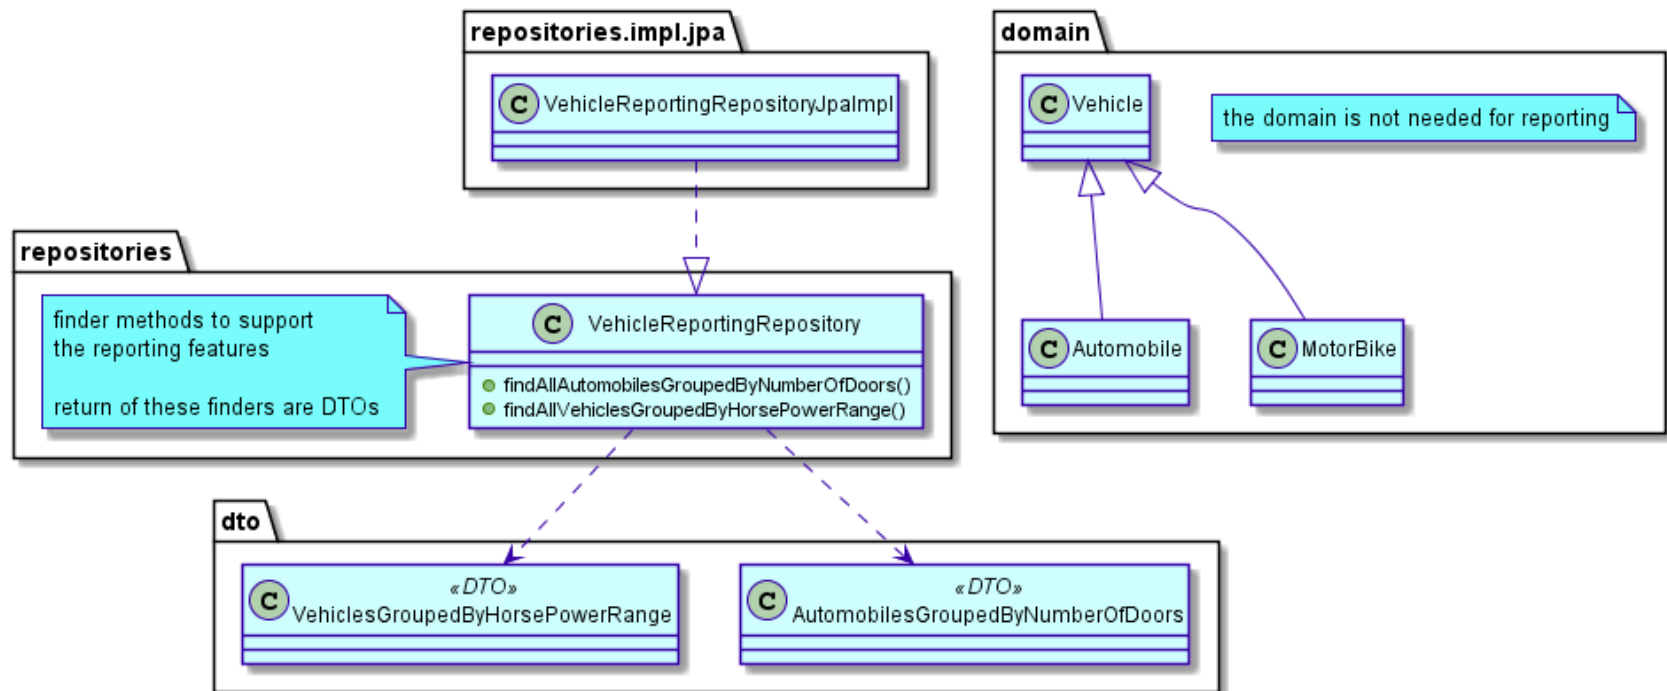 repositories.impl.jpa
C VehicleReportingRepositoryJpaImpl
domain
C Vehicle
the domain is not needed for reporting
C Automobile
C MotorBike
repositories
finder methods to support
the reporting features
return of these finders are DTOs
C VehicleReportingRepository
findAllAutomobilesGroupedByNumberOfDoors()
findAllVehiclesGroupedByHorsePowerRange()
dto
C «DTO»
VehiclesGroupedByHorsePowerRange
C «DTO»
AutomobilesGroupedByNumberOfDoors